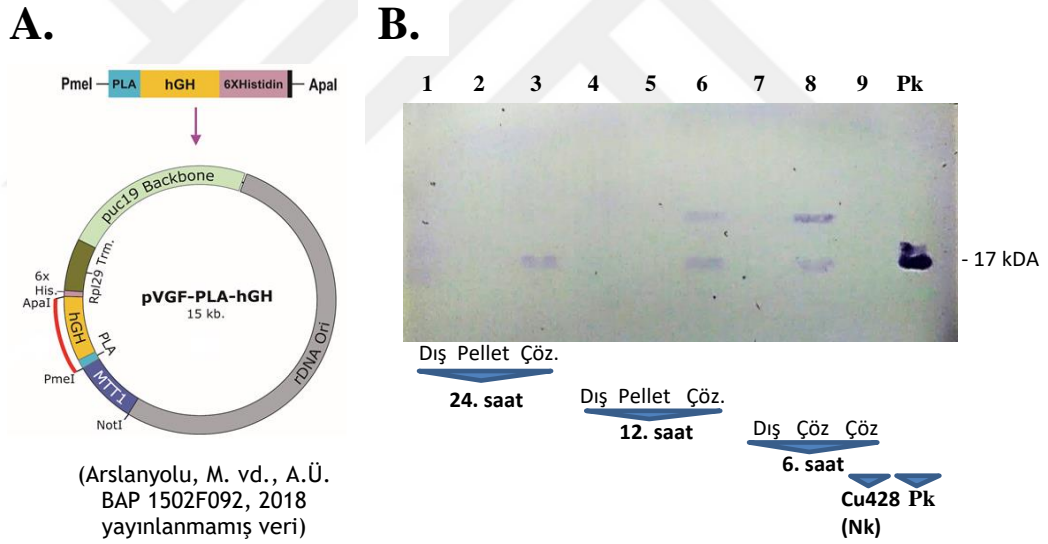 A.
B.
PmeI
PLA
hGH
6XHistidin
ApaI
puc19 Backbone
Rpl29 Trm.
6x
His.
ApaI
hGH
PLA
PmeI
MTT1
NotI
rDNA Ori
pVGF-PLA-hGH
15 kb.
(Arslanyolu, M. vd., A.Ü.
BAP 1502F092, 2018
yayınlanmamış veri)
1 2 3 4 5 6 7 8 9 Pk
- 17 kDA
Dış Pellet Çöz.
24. saat
Dış Pellet Çöz.
12. saat
Dış Çöz Çöz
6. saat
Cu428 Pk
(Nk)